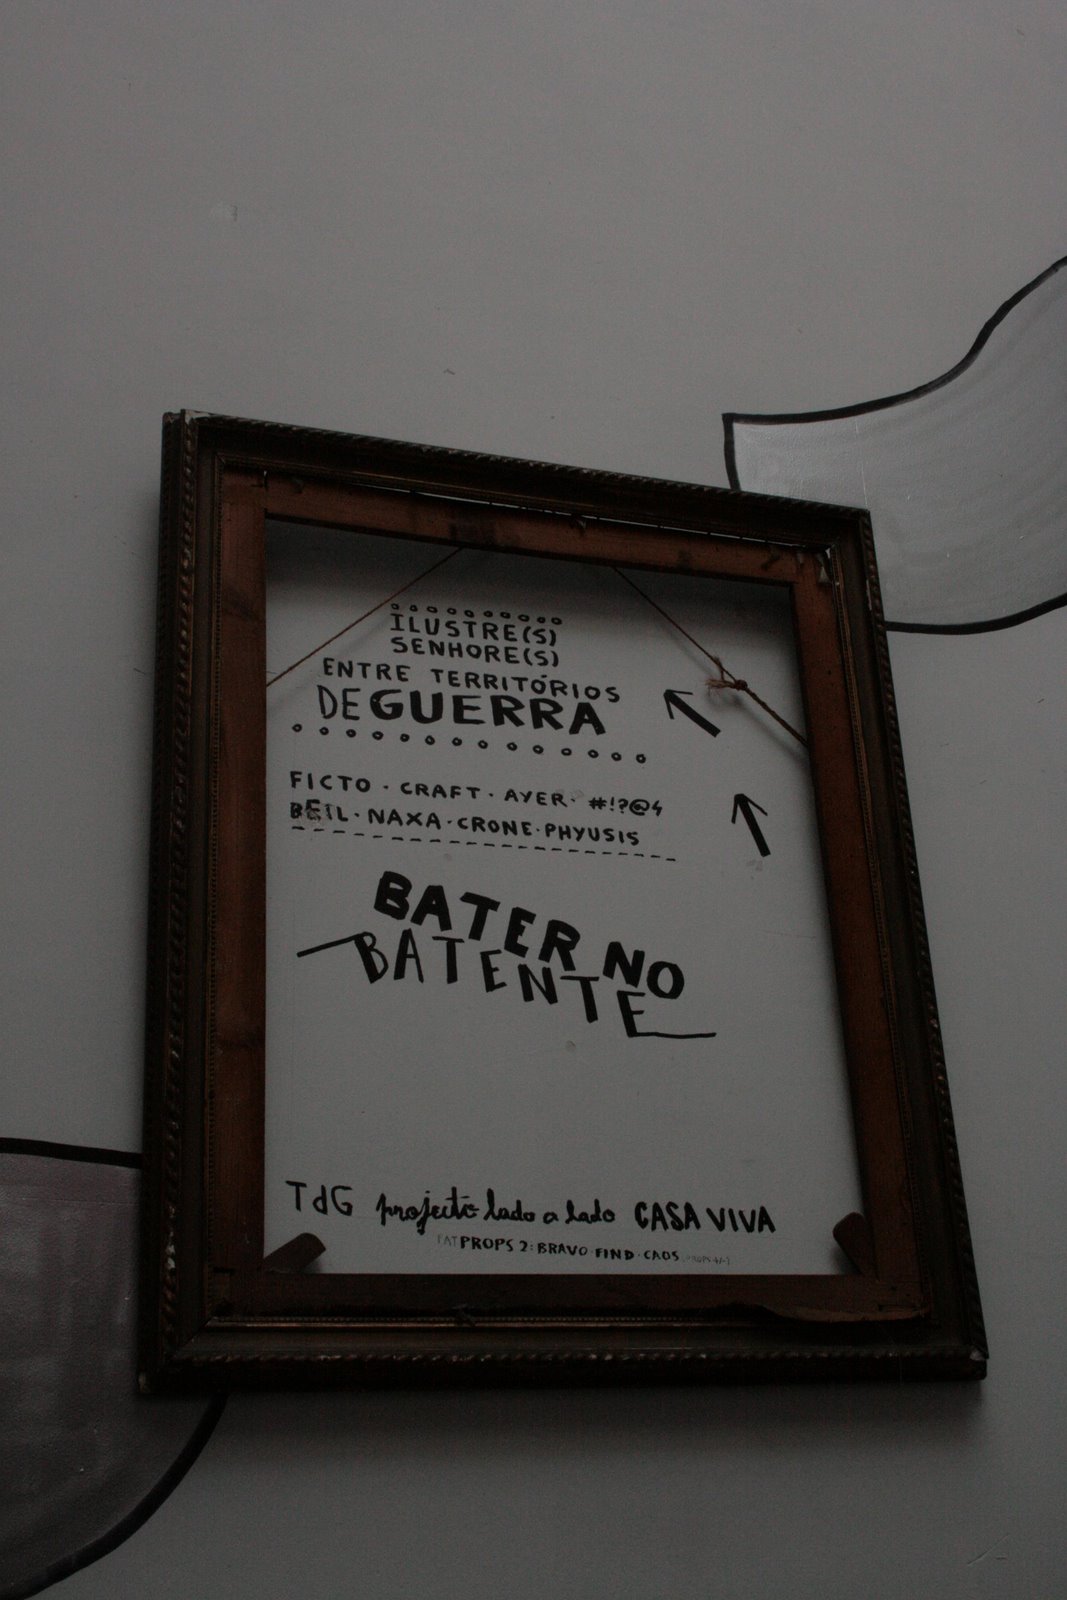 ILUSTRE(S)
SENHORE(S)
ENTRE TERRITÓRIOS
DE GUERRA
FICTO · CRAFT · AYER · #!?@4
BEIL · NAXA · CRONE · PHYUSIS
BATER NO
BATENTE
TdG projecto lado a lado CASA VIVA
PROPS 2: BRAVO · FIND · CAOS